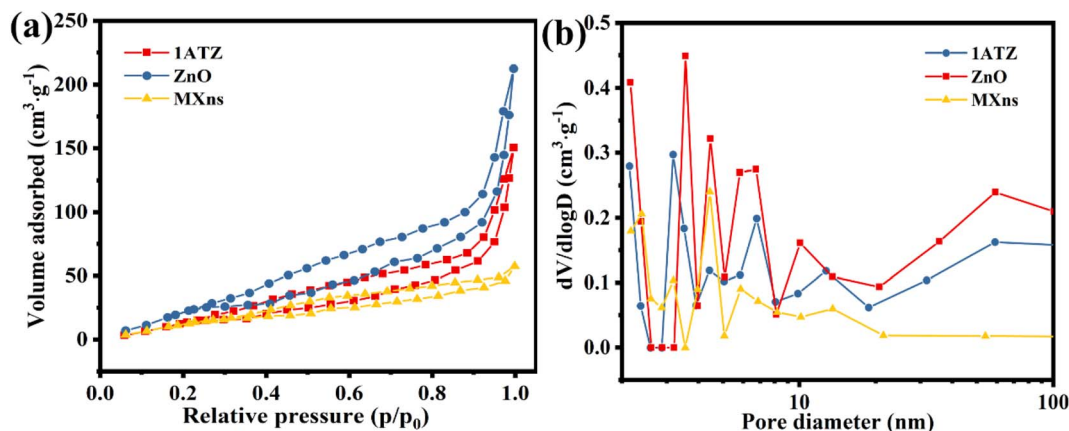 (a)
Volume adsorbed (cm³·g⁻¹)
250
200
150
100
50
0
1ATZ
ZnO
MXns
0.0 0.2 0.4 0.6 0.8 1.0
Relative pressure (p/p₀)
(b)
dV/dlogD (cm³·g⁻¹)
0.5
0.4
0.3
0.2
0.1
0.0
1ATZ
ZnO
MXns
10 100
Pore diameter (nm)